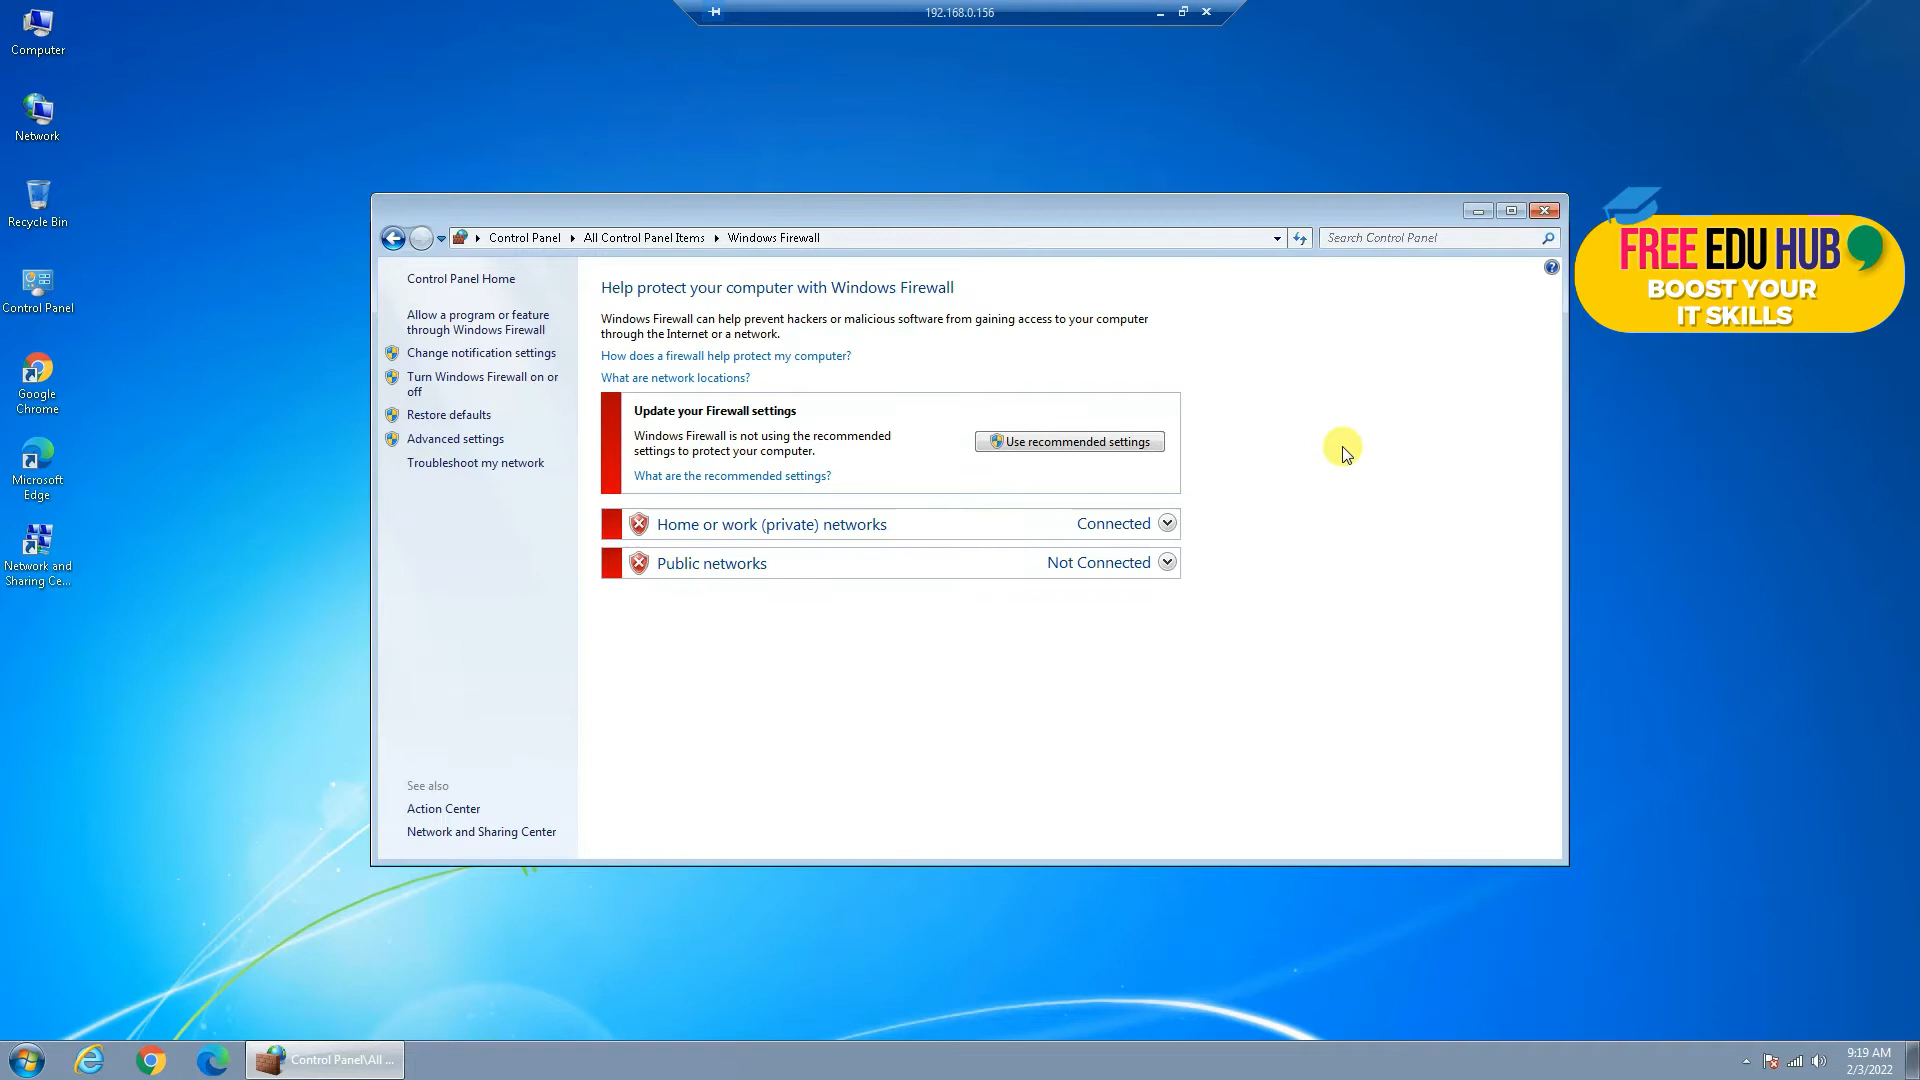 192.168.0.156
Computer
Network
Recycle Bin
Control Panel
Google
Chrome
Microsoft
Edge
Network and
Sharing Ce...
Control Panel
All Control Panel Items
Windows Firewall
Search Control Panel
Control Panel Home
Allow a program or feature
through Windows Firewall
Change notification settings
Turn Windows Firewall on or
off
Restore defaults
Advanced settings
Troubleshoot my network
See also
Action Center
Network and Sharing Center
Help protect your computer with Windows Firewall
Windows Firewall can help prevent hackers or malicious software from gaining access to your computer
through the Internet or a network.
How does a firewall help protect my computer?
What are network locations?
Update your Firewall settings
Windows Firewall is not using the recommended
settings to protect your computer.
Use recommended settings
What are the recommended settings?
Home or work (private) networks Connected
Public networks Not Connected
FREE EDU HUB
BOOST YOUR
IT SKILLS
Control Panel\All ...
9:19 AM
2/3/2022